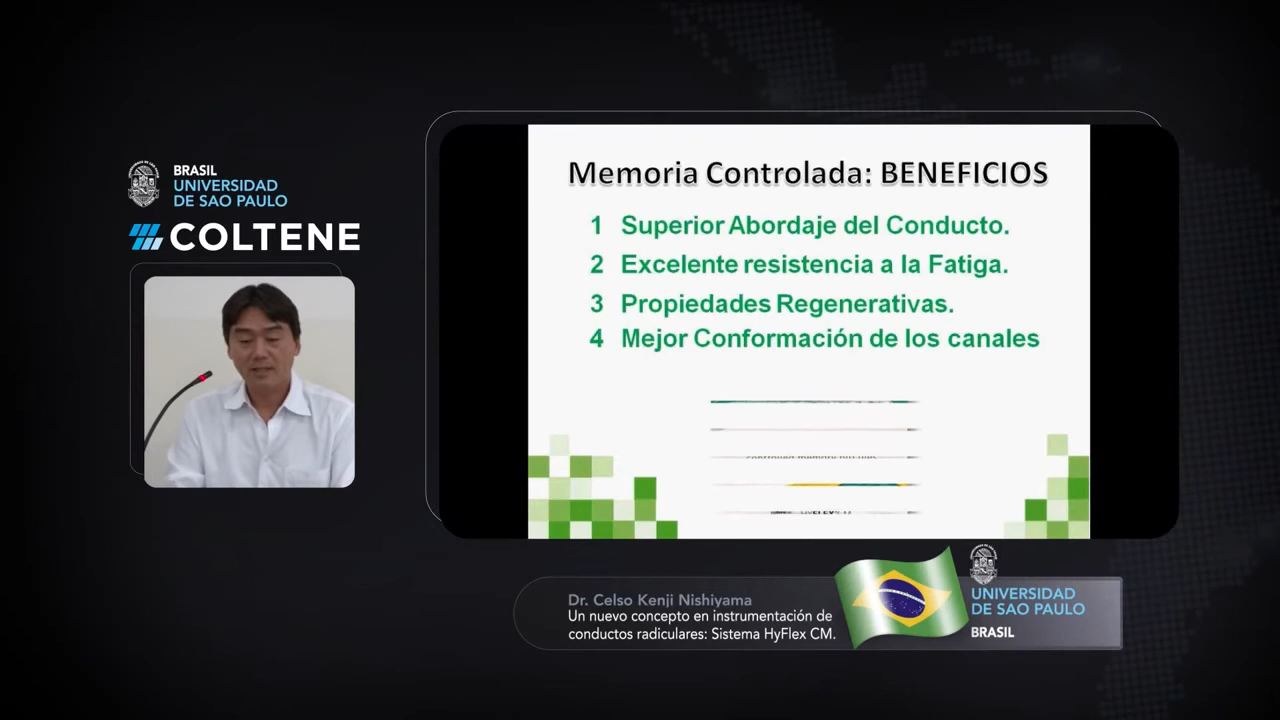 BRASIL
UNIVERSIDAD
DE SAO PAULO
COLTENE
Memoria Controlada: BENEFICIOS
1 Superior Abordaje del Conducto.
2 Excelente resistencia a la Fatiga.
3 Propiedades Regenerativas.
4 Mejor Conformación de los canales
Dr. Celso Kenji Nishiyama
Un nuevo concepto en instrumentación de
conductos radiculares: Sistema HyFlex CM.
UNIVERSIDAD
DE SAO PAULO
BRASIL